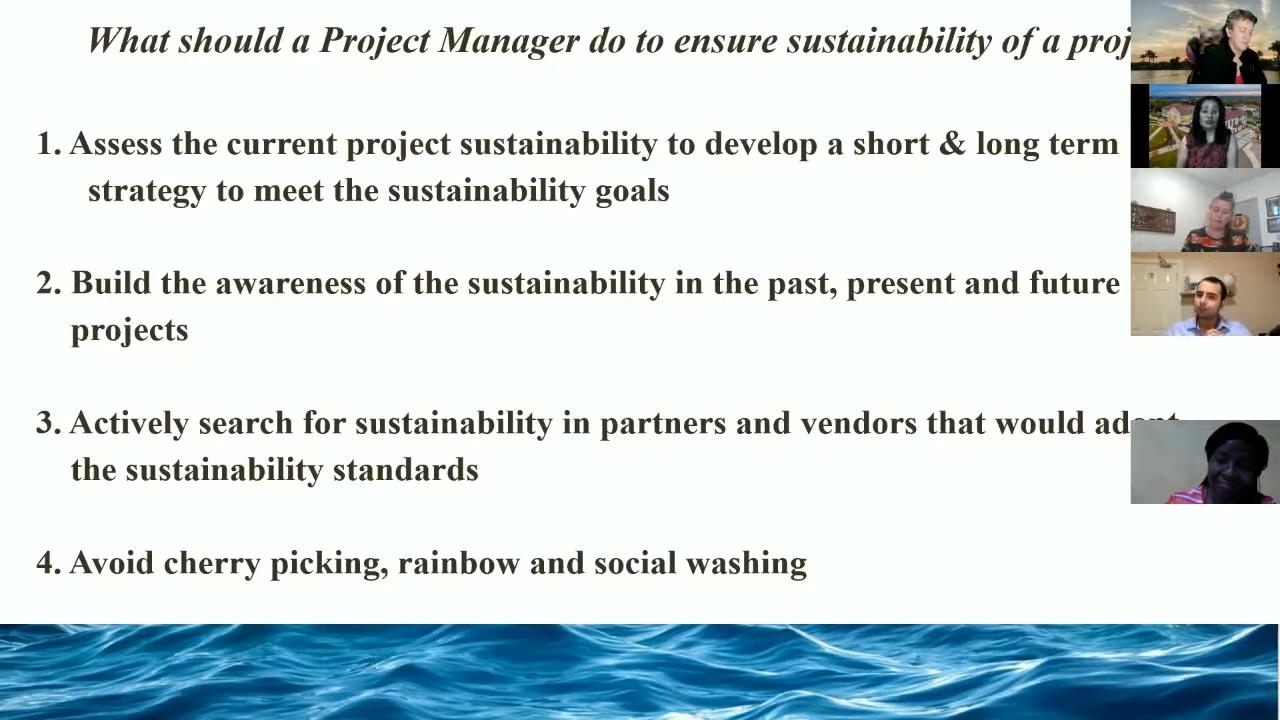 What should a Project Manager do to ensure sustainability of a
1. Assess the current project sustainability to develop a short & long term
strategy to meet the sustainability goals
2. Build the awareness of the sustainability in the past, present and future
projects
3. Actively search for sustainability in partners and vendors that would
the sustainability standards
4. Avoid cherry picking, rainbow and social washing